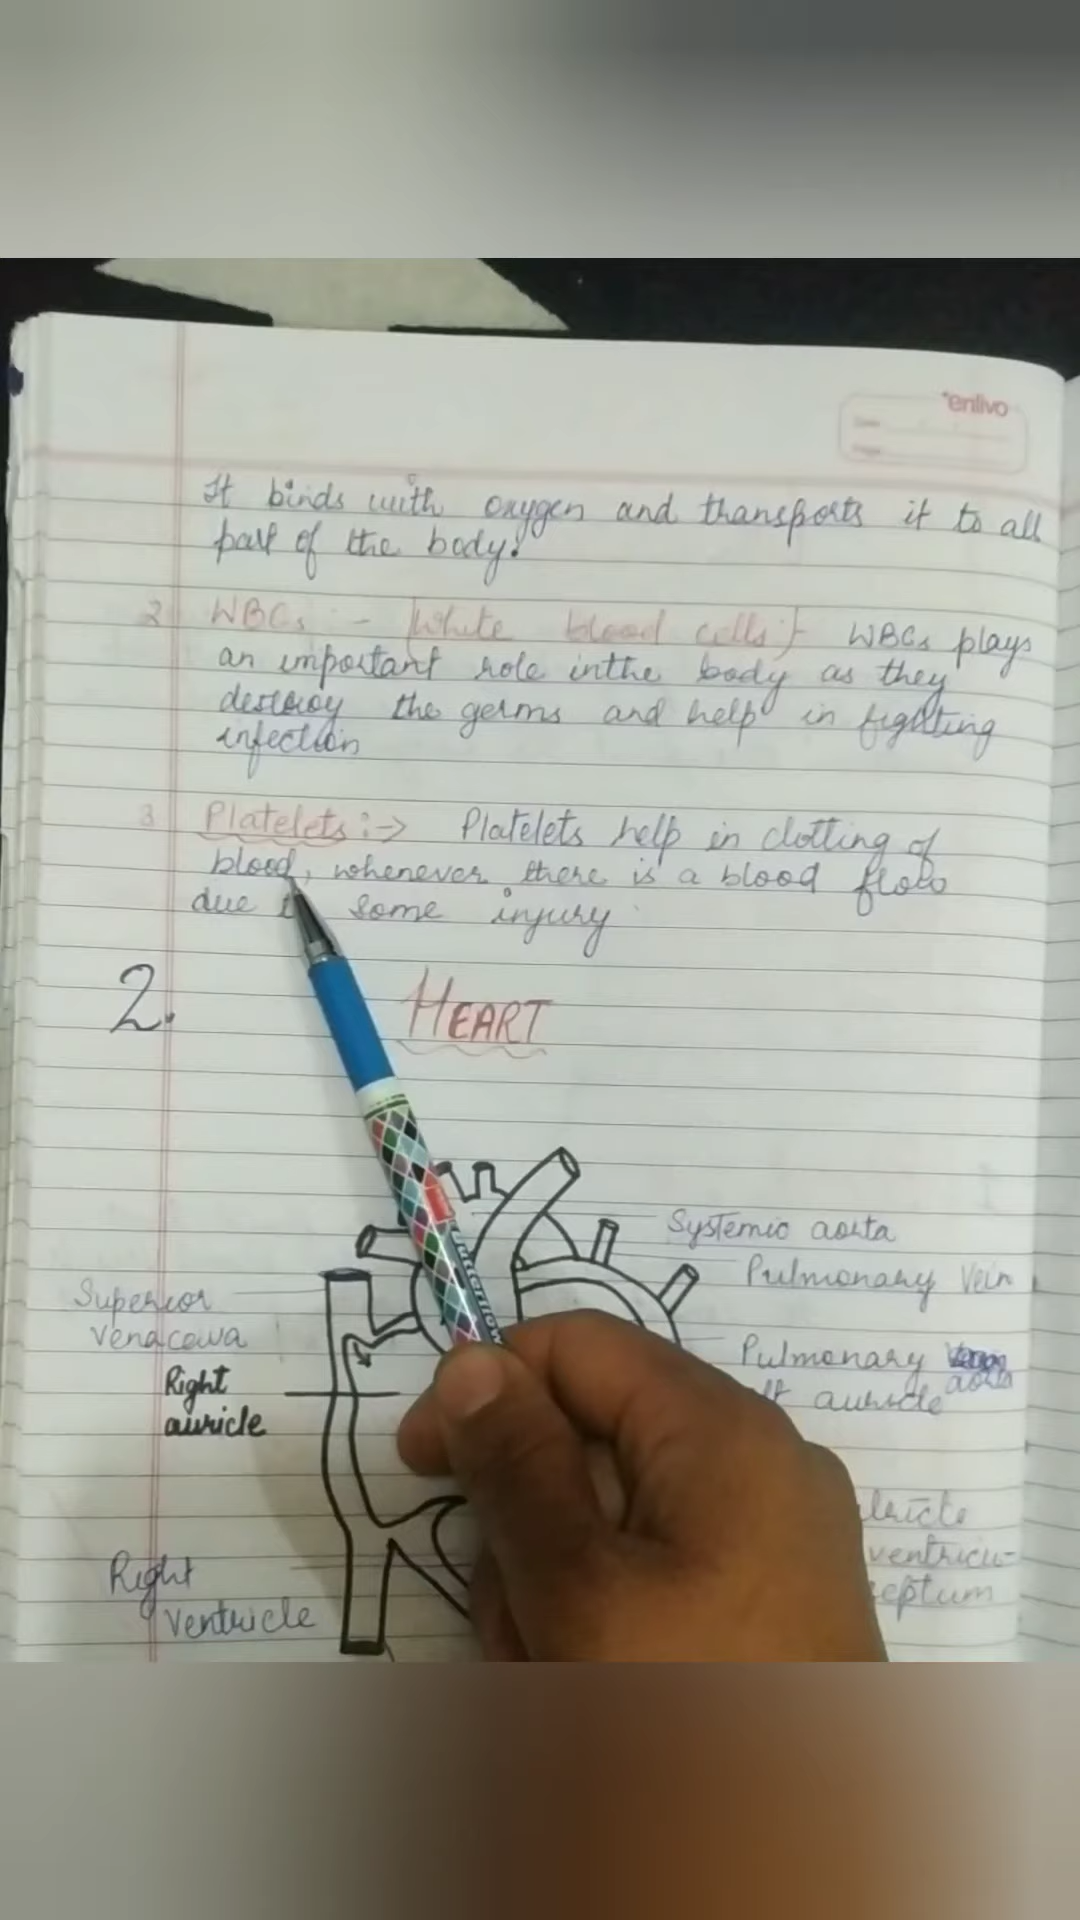 enlivo
It binds with oxygen and transports it to all
part of the body.
2 WBCs - (White blood cells)- WBCs plays
an important role in the body as they
destroy the germs and help in fighting
infection
3 Platelets :-> Platelets help in clotting of
blood, whenever there is a blood flow
due some injury
2. HEART
Systemic aorta
Pulmonary Vein
Superior
Venacava
Pulmonary
aorta
Right
auricle
auricle
ventricu-
Right
ventricle